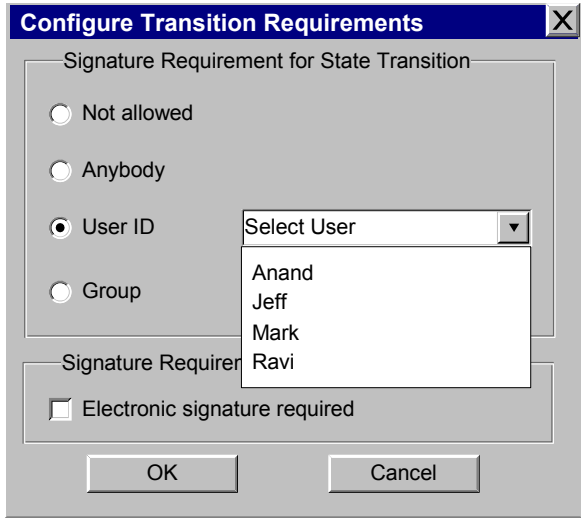 Configure Transition Requirements X
Signature Requirement for State Transition
Not allowed
Anybody
User ID Select User
Anand
Group
Jeff
Mark
Signature Ravi
Electronic signature required
OK Cancel